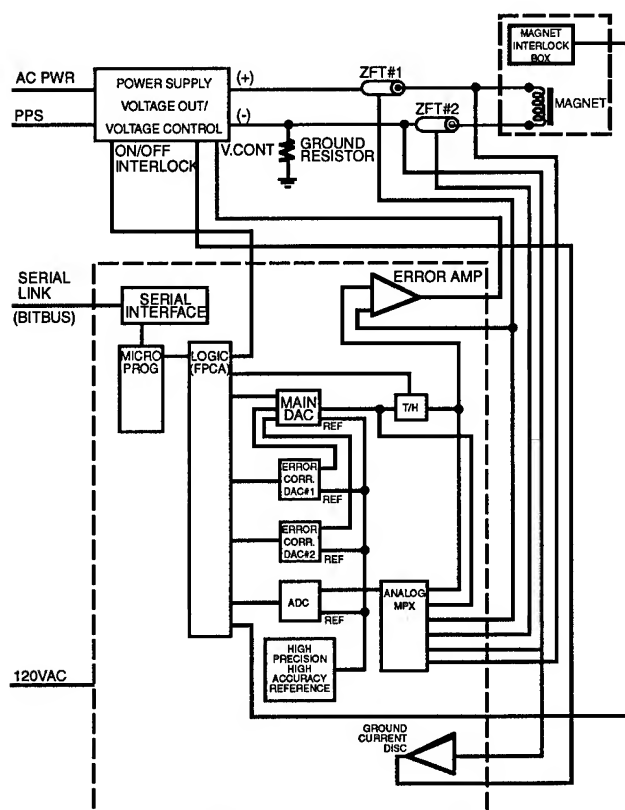 MAGNET
INTERLOCK
BOX
ZFT#1
AC PWR
POWER SUPPLY
(+)
VOLTAGE OUT/
ZFT#2
MAGNET
PPS
VOLTAGE CONTROL
(-)
ON/OFF
INTERLOCK
V.CONT
GROUND
RESISTOR
SERIAL
LINK
(BITBUS)
SERIAL
INTERFACE
ERROR AMP
MICRO
PROG
LOGIC
(FPCA)
MAIN
DAC
T/H
REF
ERROR
CORR.
DAC#1
REF
ERROR
CORR.
DAC#2
REF
ADC
ANALOG
MPX
REF
HIGH
PRECISION
HIGH
ACCURACY
REFERENCE
120VAC
GROUND
CURRENT
DISC